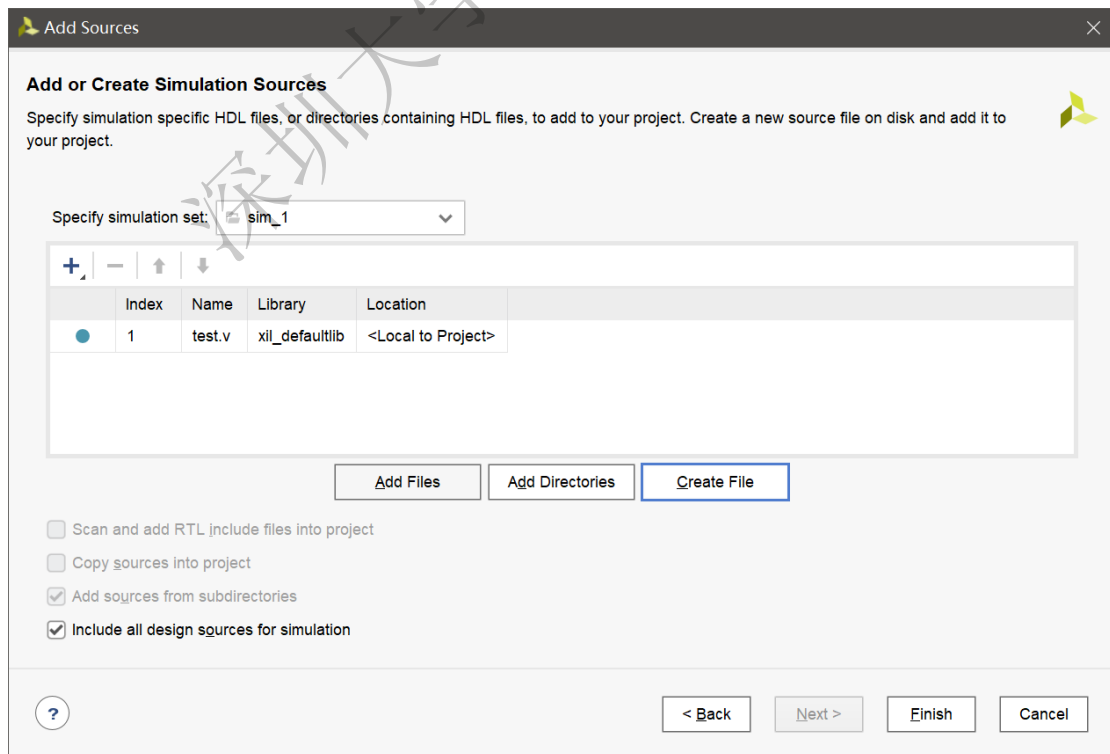 Add Sources
Add or Create Simulation Sources
Specify simulation specific HDL files, or directories containing HDL files, to add to your project. Create a new source file on disk and add it to
your project.
深圳大学
Specify simulation set: sim_1
Index Name Library Location
1 test.v xil_defaultlib <Local to Project>
Add Files Add Directories Create File
Scan and add RTL include files into project
Copy sources into project
Add sources from subdirectories
Include all design sources for simulation
? < Back Next > Finish Cancel